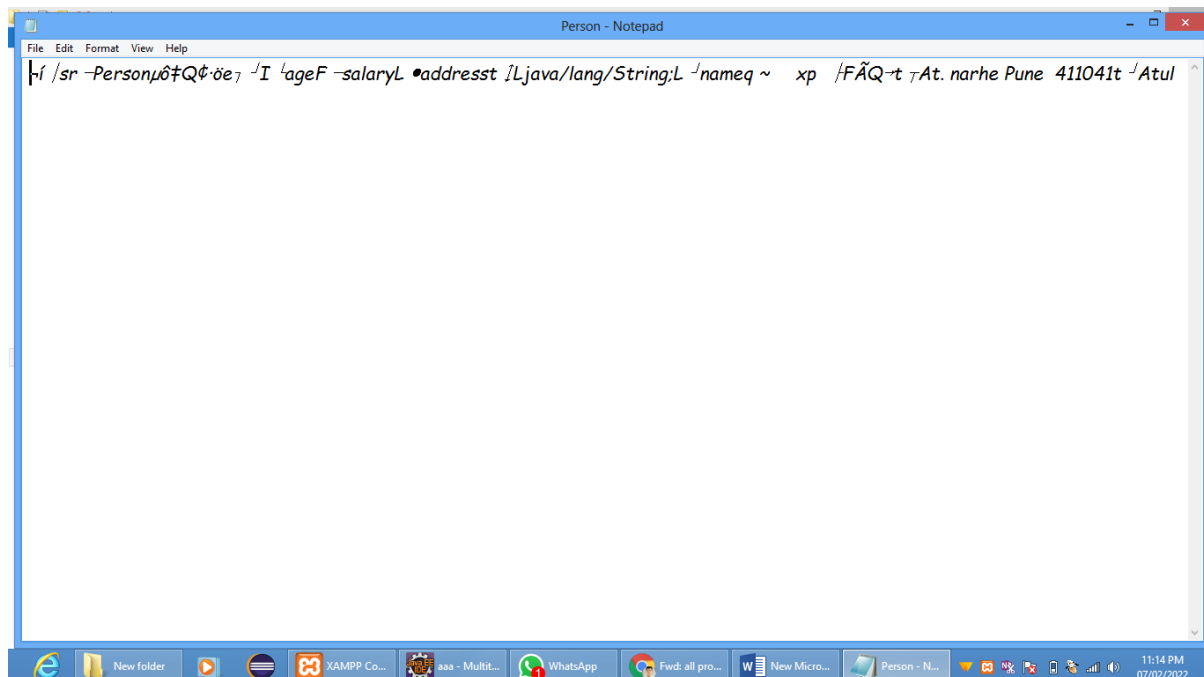 Person - Notepad
File Edit Format View Help
┝í /sr ─Personµô‡Q¢·öe┐ ┘I └ageF ─salaryL •addresst ⌠Ljava/lang/String;L ┘nameq ~ xp /FÃQ→t ┬At. narhe Pune 411041t ┘Atul
New folder
XAMPP Co...
aaa - Multit...
WhatsApp
Fwd: all pro...
New Micro...
Person - N...
11:14 PM
07/02/2022